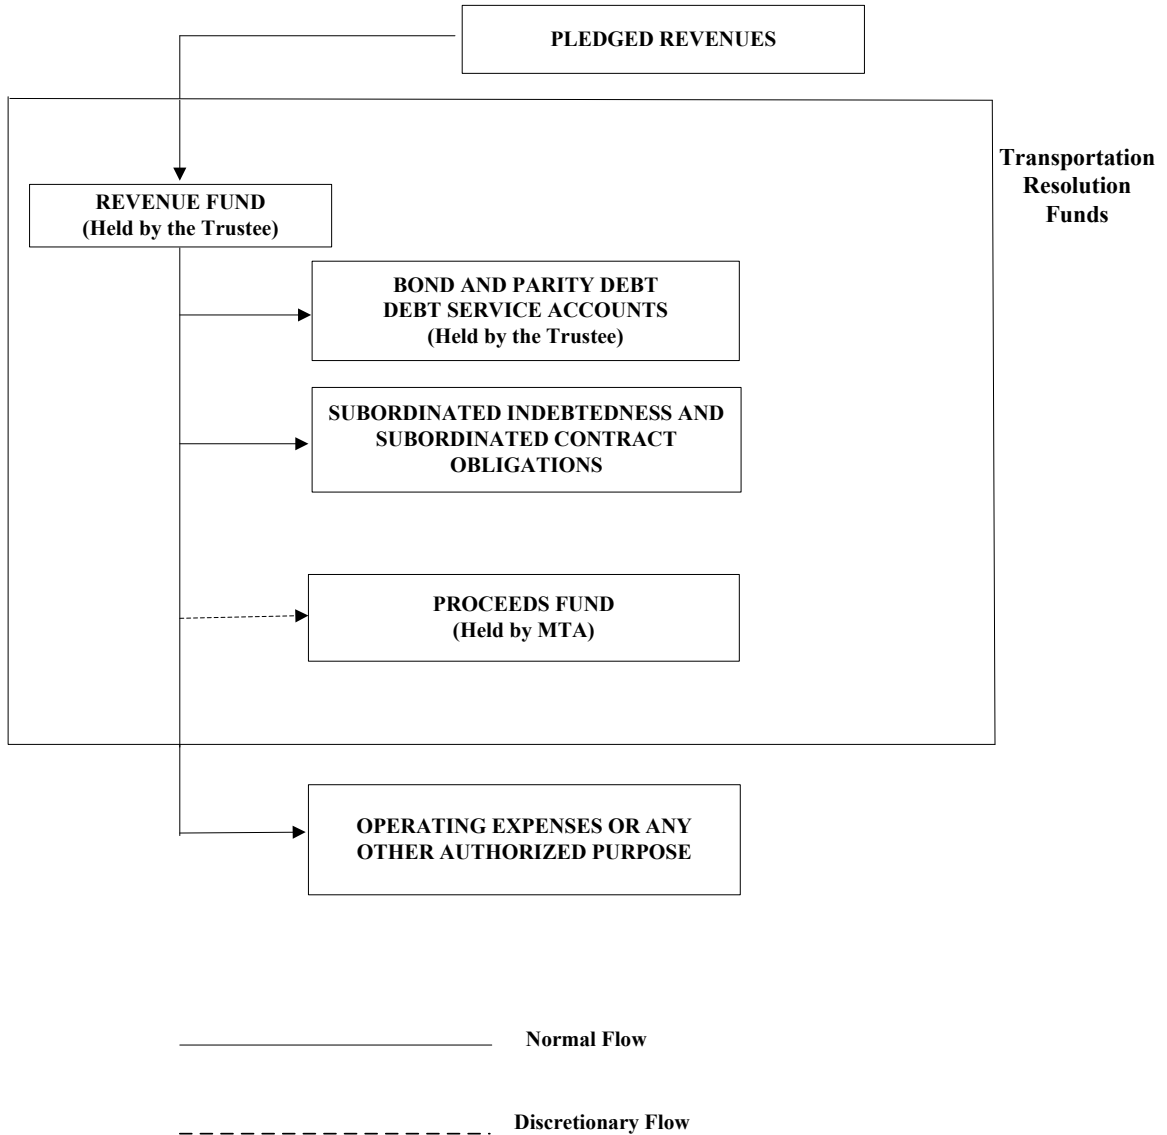 PLEDGED REVENUES
Transportation
Resolution
Funds
REVENUE FUND
(Held by the Trustee)
BOND AND PARITY DEBT
DEBT SERVICE ACCOUNTS
(Held by the Trustee)
SUBORDINATED INDEBTEDNESS AND
SUBORDINATED CONTRACT
OBLIGATIONS
PROCEEDS FUND
(Held by MTA)
OPERATING EXPENSES OR ANY
OTHER AUTHORIZED PURPOSE
Normal Flow
Discretionary Flow